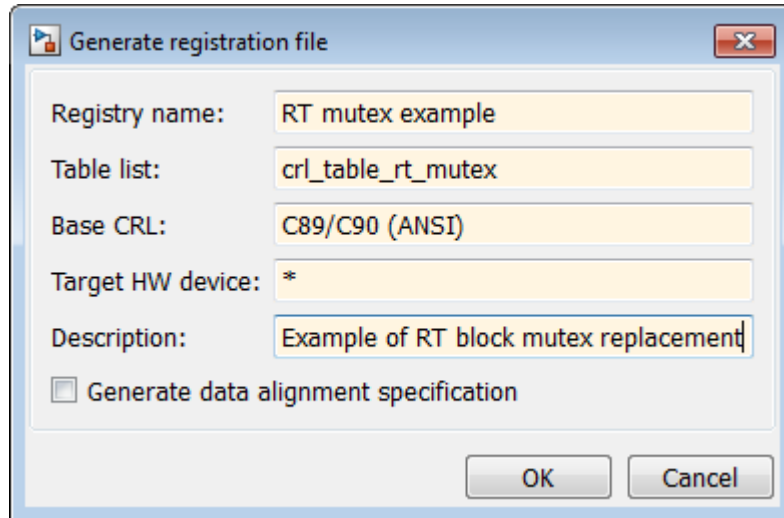 Generate registration file
Registry name: RT mutex example
Table list: crl_table_rt_mutex
Base CRL: C89/C90 (ANSI)
Target HW device: *
Description: Example of RT block mutex replacement
Generate data alignment specification
OK Cancel